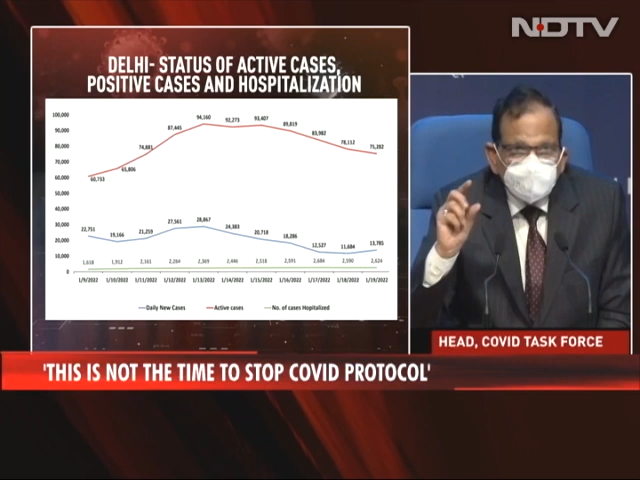 NDTV
DELHI- STATUS OF ACTIVE CASES,
POSITIVE CASES AND HOSPITALIZATION
100,000
90,000
80,000
70,000
60,000
50,000
40,000
30,000
20,000
10,000
0
60,733 65,806 74,881 87,445 94,160 92,273 93,407 89,819 83,982 78,112 75,282
22,751 19,166 21,259 27,561 28,867 24,383 20,718 18,286 12,527 11,684 13,785
1,618 1,912 2,161 2,264 2,369 2,446 2,518 2,591 2,684 2,590 2,624
1/9/2022 1/10/2022 1/11/2022 1/12/2022 1/13/2022 1/14/2022 1/15/2022 1/16/2022 1/17/2022 1/18/2022 1/19/2022
Daily New Cases Active cases No. of cases Hopitalized
HEAD, COVID TASK FORCE
'THIS IS NOT THE TIME TO STOP COVID PROTOCOL'